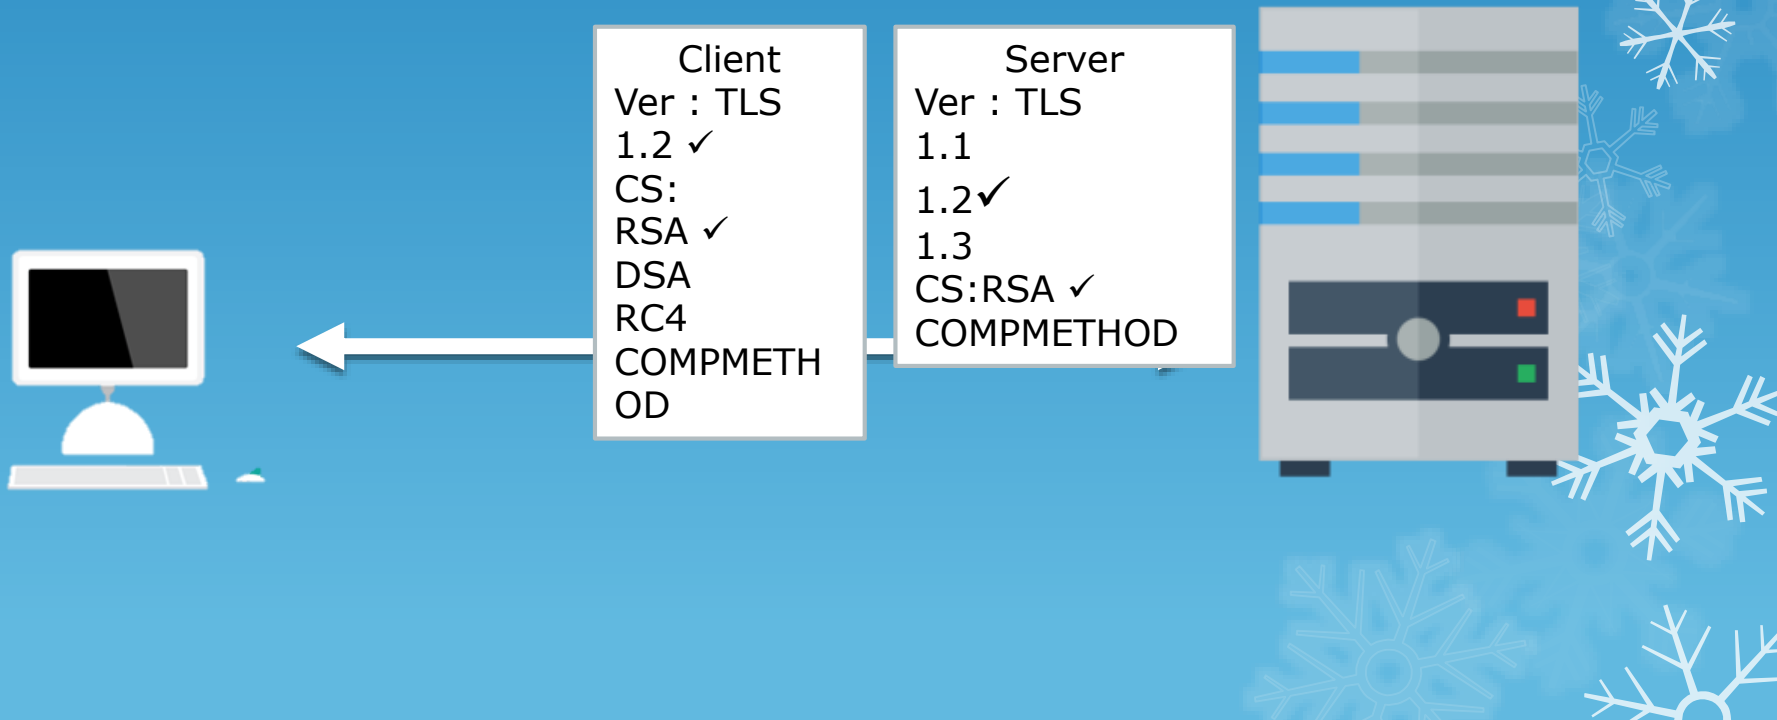 Client
Ver : TLS
1.2 ✓
CS:
RSA ✓
DSA
RC4
COMPMETH
OD
Server
Ver : TLS
1.1
1.2✓
1.3
CS:RSA ✓
COMPMETHOD